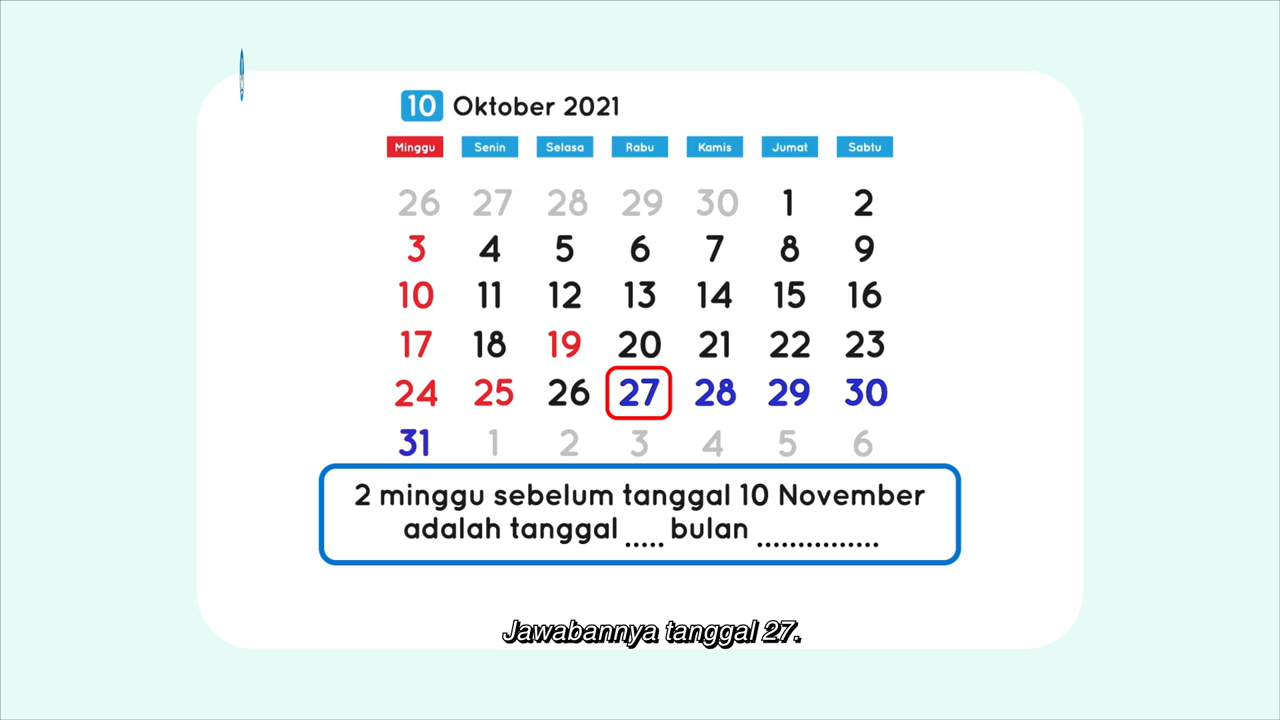 10 Oktober 2021
Minggu Senin Selasa Rabu Kamis Jumat Sabtu
26 27 28 29 30 1 2
3 4 5 6 7 8 9
10 11 12 13 14 15 16
17 18 19 20 21 22 23
24 25 26 27 28 29 30
31 1 2 3 4 5 6
2 minggu sebelum tanggal 10 November
adalah tanggal ..... bulan ...............
Jawabannya tanggal 27.